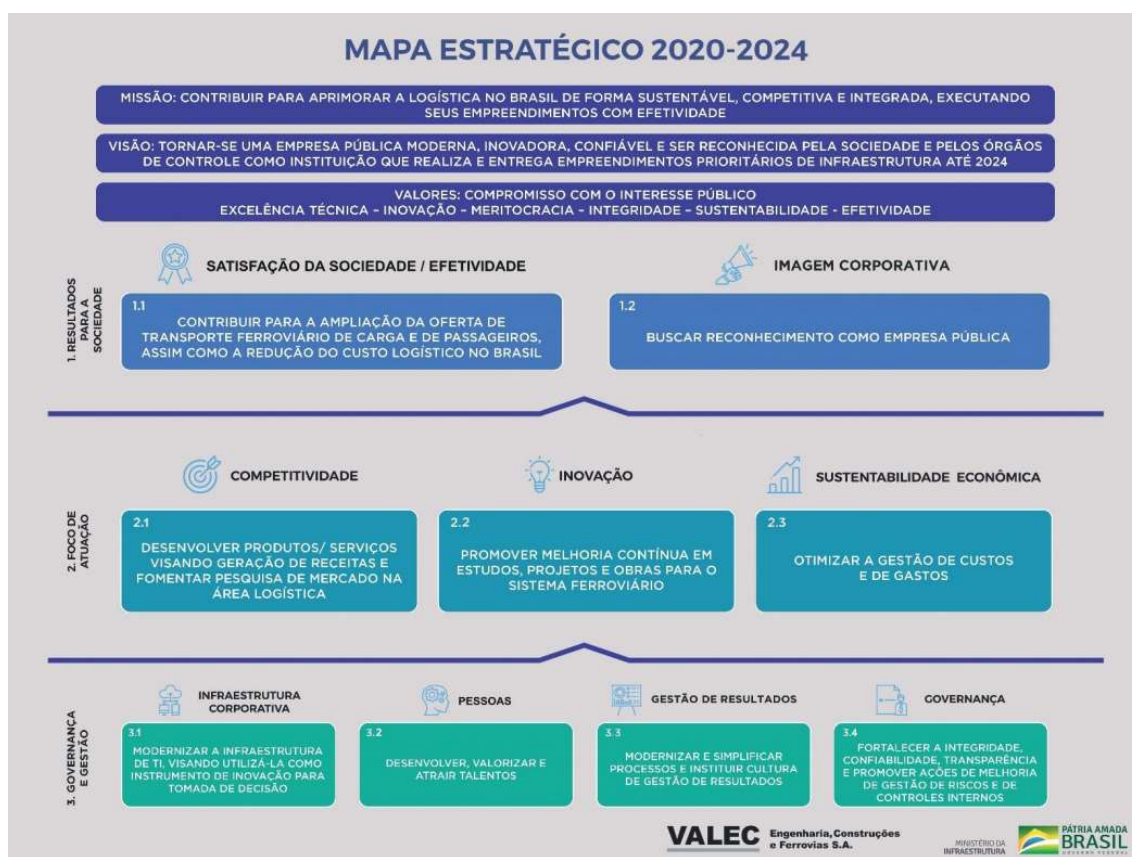 MAPA ESTRATÉGICO 2020-2024
MISSÃO: CONTRIBUIR PARA APRIMORAR A LOGÍSTICA NO BRASIL DE FORMA SUSTENTÁVEL, COMPETITIVA E INTEGRADA, EXECUTANDO
SEUS EMPREENDIMENTOS COM EFETIVIDADE
VISÃO: TORNAR-SE UMA EMPRESA PÚBLICA MODERNA, INOVADORA, CONFIÁVEL E SER RECONHECIDA PELA SOCIEDADE E PELOS ÓRGÃOS
DE CONTROLE COMO INSTITUIÇÃO QUE REALIZA E ENTREGA EMPREENDIMENTOS PRIORITÁRIOS DE INFRAESTRUTURA ATÉ 2024
VALORES: COMPROMISSO COM O INTERESSE PÚBLICO
EXCELÊNCIA TÉCNICA – INOVAÇÃO – MERITOCRACIA – INTEGRIDADE – SUSTENTABILIDADE - EFETIVIDADE
1. RESULTADOS
PARA A
SOCIEDADE
SATISFAÇÃO DA SOCIEDADE / EFETIVIDADE
1.1
CONTRIBUIR PARA A AMPLIAÇÃO DA OFERTA DE
TRANSPORTE FERROVIÁRIO DE CARGA E DE PASSAGEIROS,
ASSIM COMO A REDUÇÃO DO CUSTO LOGÍSTICO NO BRASIL
IMAGEM CORPORATIVA
1.2
BUSCAR RECONHECIMENTO COMO EMPRESA PÚBLICA
2. FOCO DE
ATUAÇÃO
COMPETITIVIDADE
2.1
DESENVOLVER PRODUTOS/ SERVIÇOS
VISANDO GERAÇÃO DE RECEITAS E
FOMENTAR PESQUISA DE MERCADO NA
ÁREA LOGÍSTICA
INOVAÇÃO
2.2
PROMOVER MELHORIA CONTÍNUA EM
ESTUDOS, PROJETOS E OBRAS PARA O
SISTEMA FERROVIÁRIO
SUSTENTABILIDADE ECONÔMICA
2.3
OTIMIZAR A GESTÃO DE CUSTOS
E DE GASTOS
3. GOVERNANÇA
E GESTÃO
INFRAESTRUTURA
CORPORATIVA
3.1
MODERNIZAR A INFRAESTRUTURA
DE TI, VISANDO UTILIZÁ-LA COMO
INSTRUMENTO DE INOVAÇÃO PARA
TOMADA DE DECISÃO
PESSOAS
3.2
DESENVOLVER, VALORIZAR E
ATRAIR TALENTOS
GESTÃO DE RESULTADOS
3.3
MODERNIZAR E SIMPLIFICAR
PROCESSOS E INSTITUIR CULTURA
DE GESTÃO DE RESULTADOS
GOVERNANÇA
3.4
FORTALECER A INTEGRIDADE,
CONFIABILIDADE, TRANSPARÊNCIA
E PROMOVER AÇÕES DE MELHORIA
DE GESTÃO DE RISCOS E DE
CONTROLES INTERNOS
VALEC Engenharia, Construções
e Ferrovias S.A.
MINISTÉRIO DA
INFRAESTRUTURA
PÁTRIA AMADA
BRASIL
GOVERNO FEDERAL